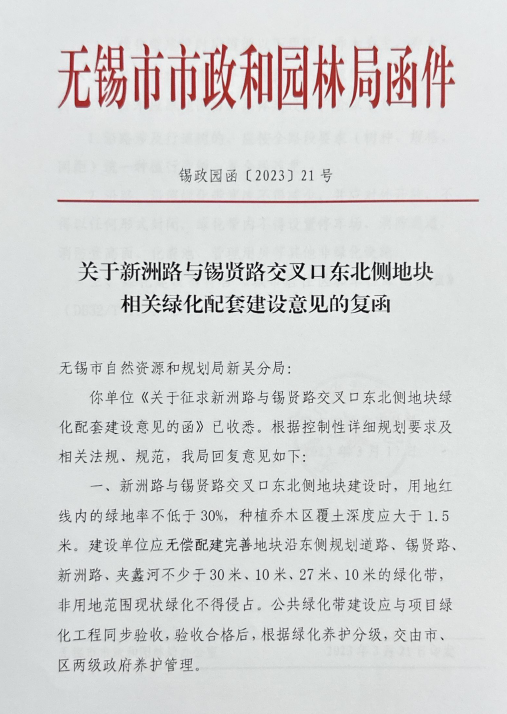 无锡市市政和园林局函件
锡政园函〔2023〕21号
关于新洲路与锡贤路交叉口东北侧地块
相关绿化配套建设意见的复函
无锡市自然资源和规划局新吴分局：
你单位《关于征求新洲路与锡贤路交叉口东北侧地块绿
化配套建设意见的函》已收悉。根据控制性详细规划要求及
相关法规、规范，我局回复意见如下：
一、新洲路与锡贤路交叉口东北侧地块建设时，用地红
线内的绿地率不低于30%，种植乔木区覆土深度应大于1.5
米。建设单位应无偿配建完善地块沿东侧规划道路、锡贤路、
新洲路、夹蠡河不少于30米、10米、27米、10米的绿化带，
非用地范围现状绿化不得侵占。公共绿化带建设应与项目绿
化工程同步验收，验收合格后，根据绿化养护分级，交由市、
区两级政府养护管理。